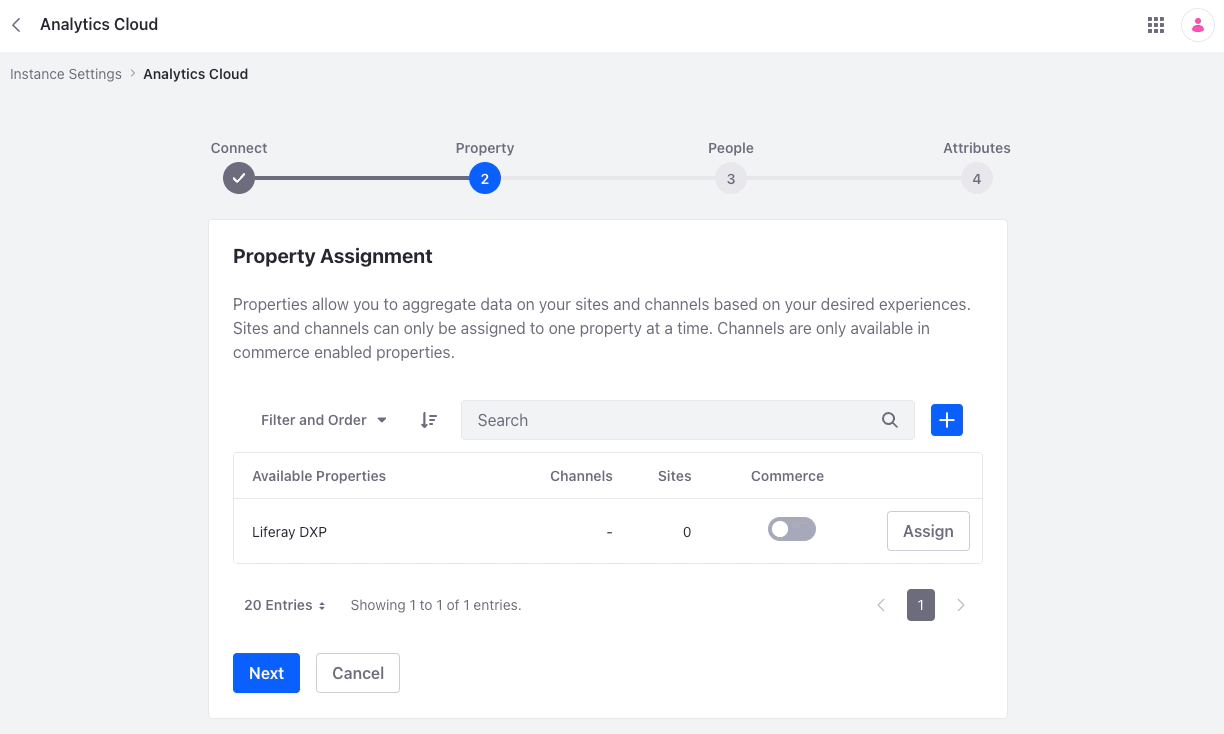 Analytics Cloud
Instance Settings > Analytics Cloud
Connect Property People Attributes
2 3 4
Property Assignment
Properties allow you to aggregate data on your sites and channels based on your desired experiences.
Sites and channels can only be assigned to one property at a time. Channels are only available in
commerce enabled properties.
Filter and Order Search +
Available Properties Channels Sites Commerce
Liferay DXP - 0 Assign
20 Entries Showing 1 to 1 of 1 entries. 1
Next Cancel